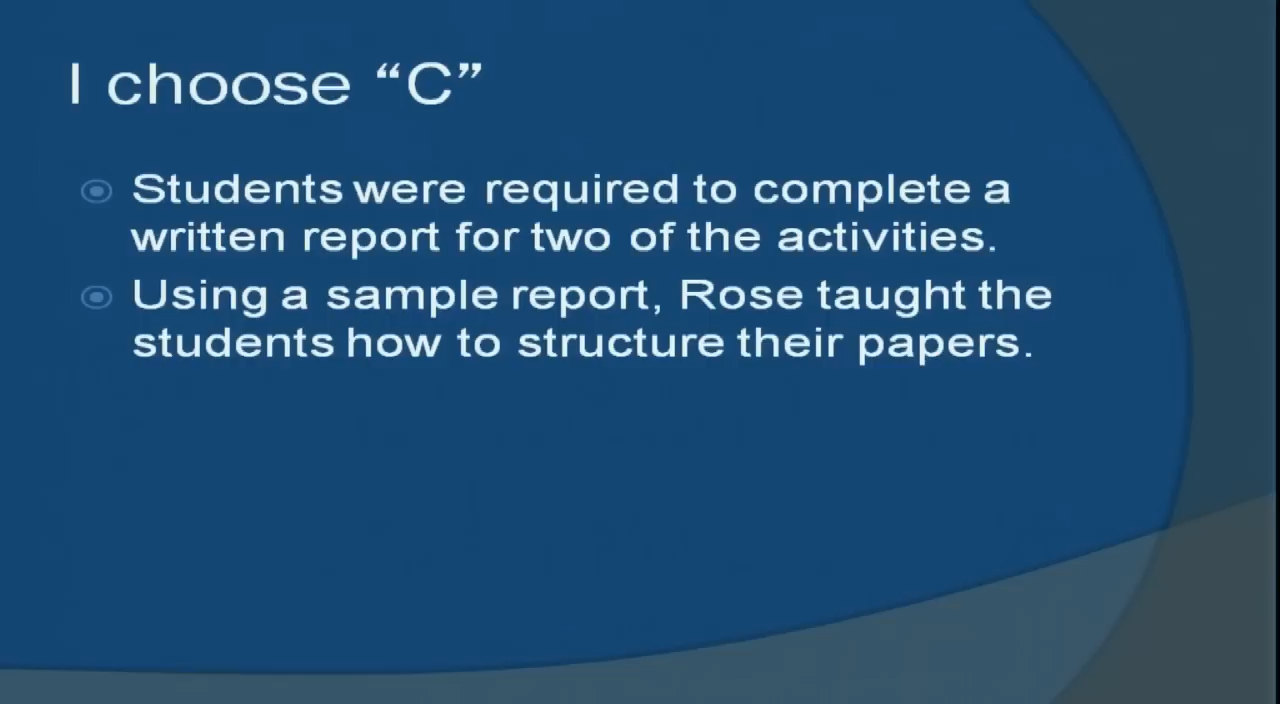 I choose “C”
Students were required to complete a
written report for two of the activities.
Using a sample report, Rose taught the
students how to structure their papers.